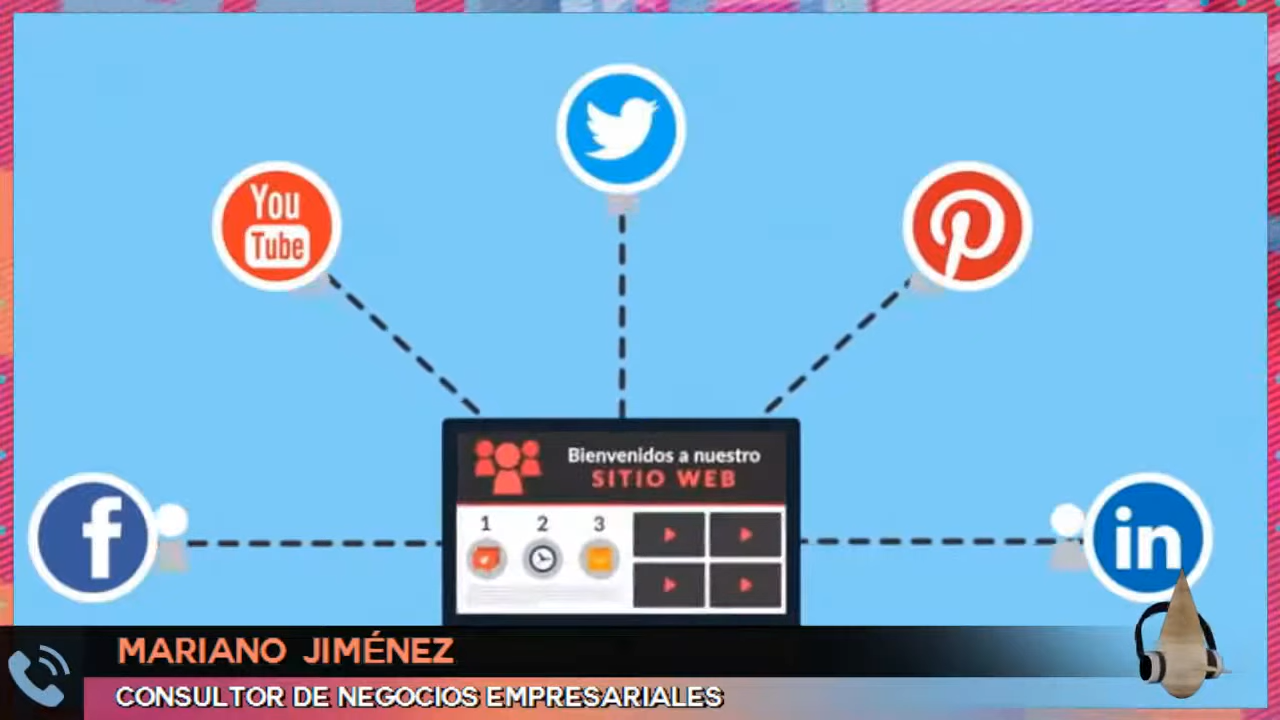 You
Tube
f
in
Bienvenidos a nuestro
SITIO WEB
1 2 3
MARIANO JIMÉNEZ
CONSULTOR DE NEGOCIOS EMPRESARIALES